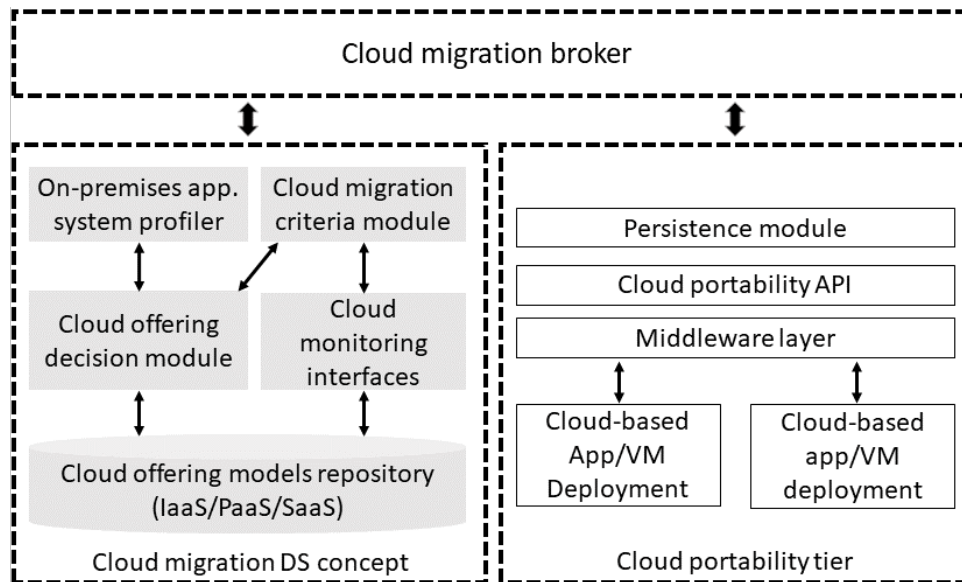 Cloud migration broker
On-premises app.
system profiler
Cloud migration
criteria module
Cloud offering
decision module
Cloud
monitoring
interfaces
Cloud offering models repository
(IaaS/PaaS/SaaS)
Cloud migration DS concept
Persistence module
Cloud portability API
Middleware layer
Cloud-based
App/VM
Deployment
Cloud-based
app/VM
deployment
Cloud portability tier